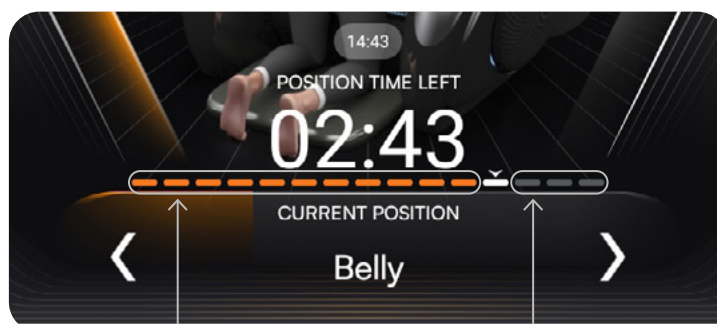 14:43
POSITION TIME LEFT
02:43
CURRENT POSITION
Belly